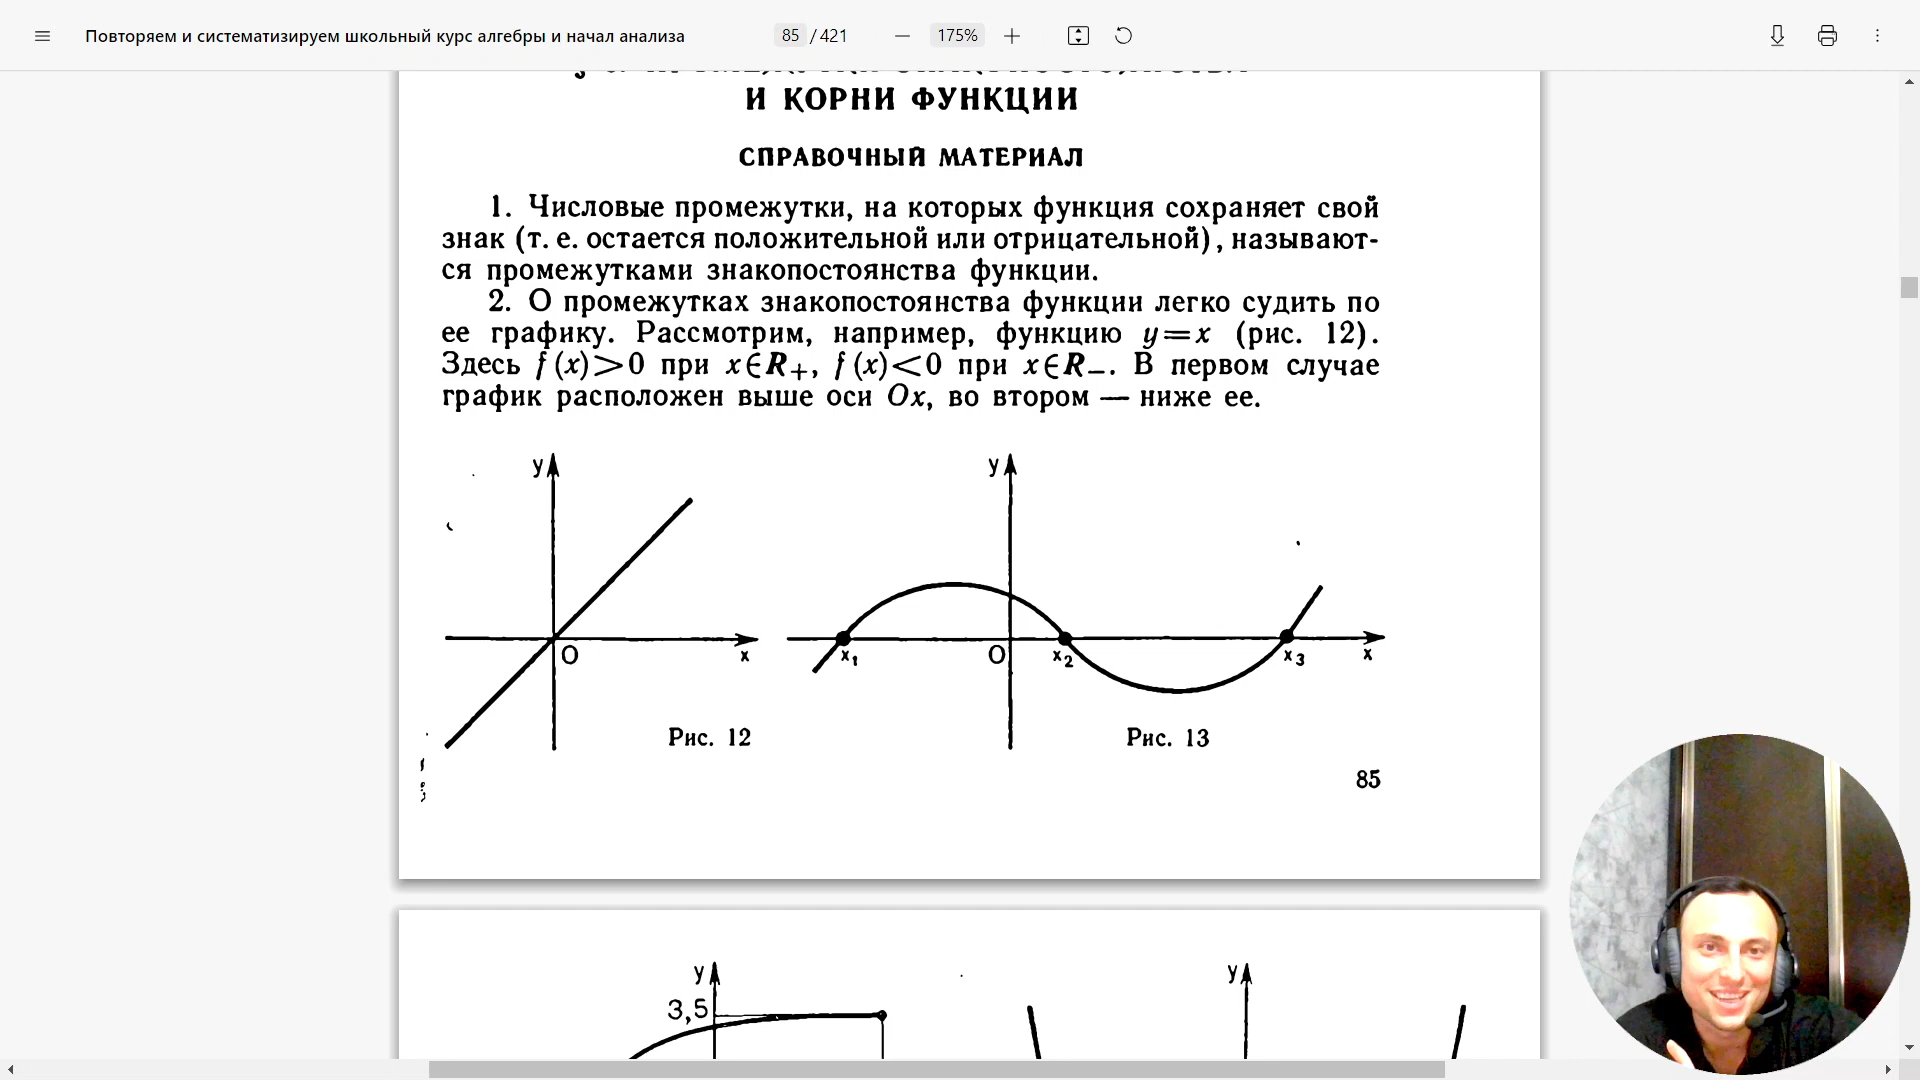 Повторяем и систематизируем школьный курс алгебры и начал анализа
85 / 421
175%
И КОРНИ ФУНКЦИИ
СПРАВОЧНЫЙ МАТЕРИАЛ
1. Числовые промежутки, на которых функция сохраняет свой
знак (т. е. остается положительной или отрицательной), называют-
ся промежутками знакопостоянства функции.
2. О промежутках знакопостоянства функции легко судить по
ее графику. Рассмотрим, например, функцию y=x (рис. 12).
Здесь f (x)>0 при x∈R₊, f (x)<0 при x∈R₋. В первом случае
график расположен выше оси Ox, во втором — ниже ее.
y
O
x
Рис. 12
y
x₁
O
x₂
x₃
x
Рис. 13
85
y
3,5
y